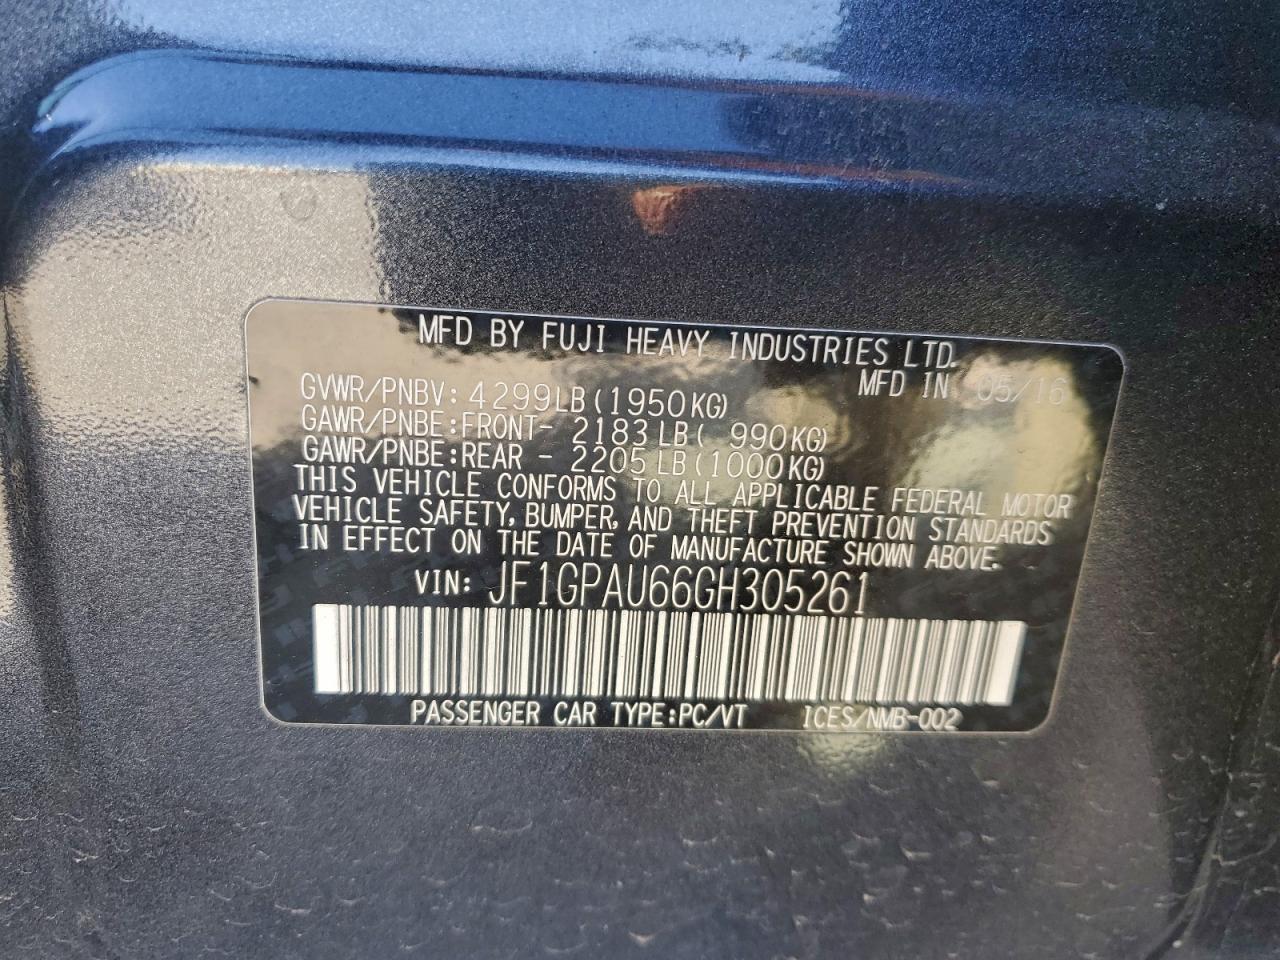 MFD BY FUJI HEAVY INDUSTRIES LTD.
MFD IN 05/16
GVWR/PNBV: 4299LB(1950KG)
GAWR/PNBE:FRONT- 2183LB( 990KG)
GAWR/PNBE:REAR - 2205LB(1000KG)
THIS VEHICLE CONFORMS TO ALL APPLICABLE FEDERAL MOTOR
VEHICLE SAFETY, BUMPER, AND THEFT PREVENTION STANDARDS
IN EFFECT ON THE DATE OF MANUFACTURE SHOWN ABOVE.
VIN: JF1GPAU66GH305261
PASSENGER CAR TYPE:PC/VT ICES/NMB-002